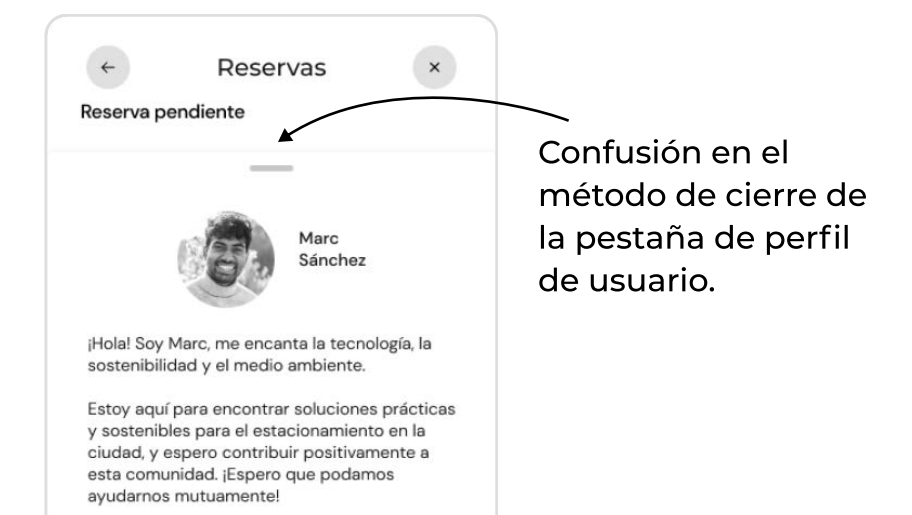 Reservas
Reserva pendiente
Confusión en el
método de cierre de
la pestaña de perfil
de usuario.
Marc
Sánchez
¡Hola! Soy Marc, me encanta la tecnología, la
sostenibilidad y el medio ambiente.
Estoy aquí para encontrar soluciones prácticas
y sostenibles para el estacionamiento en la
ciudad, y espero contribuir positivamente a
esta comunidad. ¡Espero que podamos
ayudarnos mutuamente!